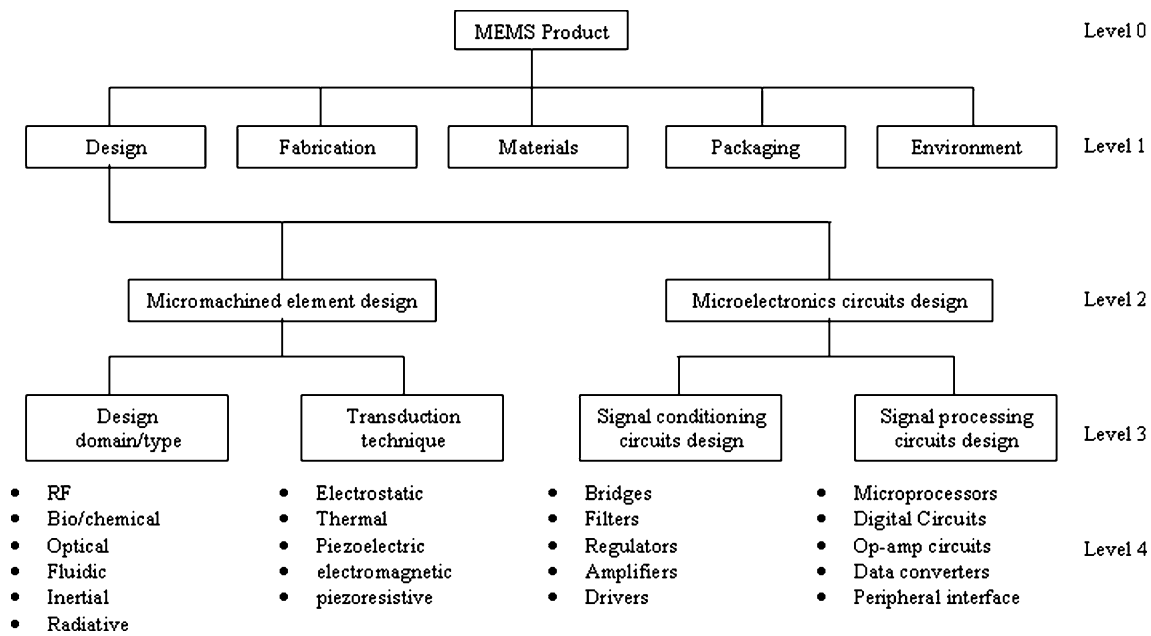 MEMS Product
Level 0
Design
Fabrication
Materials
Packaging
Environment
Level 1
Micromachined element design
Microelectronics circuits design
Level 2
Design
domain/type
Transduction
technique
Signal conditioning
circuits design
Signal processing
circuits design
Level 3
• RF
• Bio/chemical
• Optical
• Fluidic
• Inertial
• Radiative
• Electrostatic
• Thermal
• Piezoelectric
• electromagnetic
• piezoresistive
• Bridges
• Filters
• Regulators
• Amplifiers
• Drivers
• Microprocessors
• Digital Circuits
• Op-amp circuits
• Data converters
• Peripheral interface
Level 4